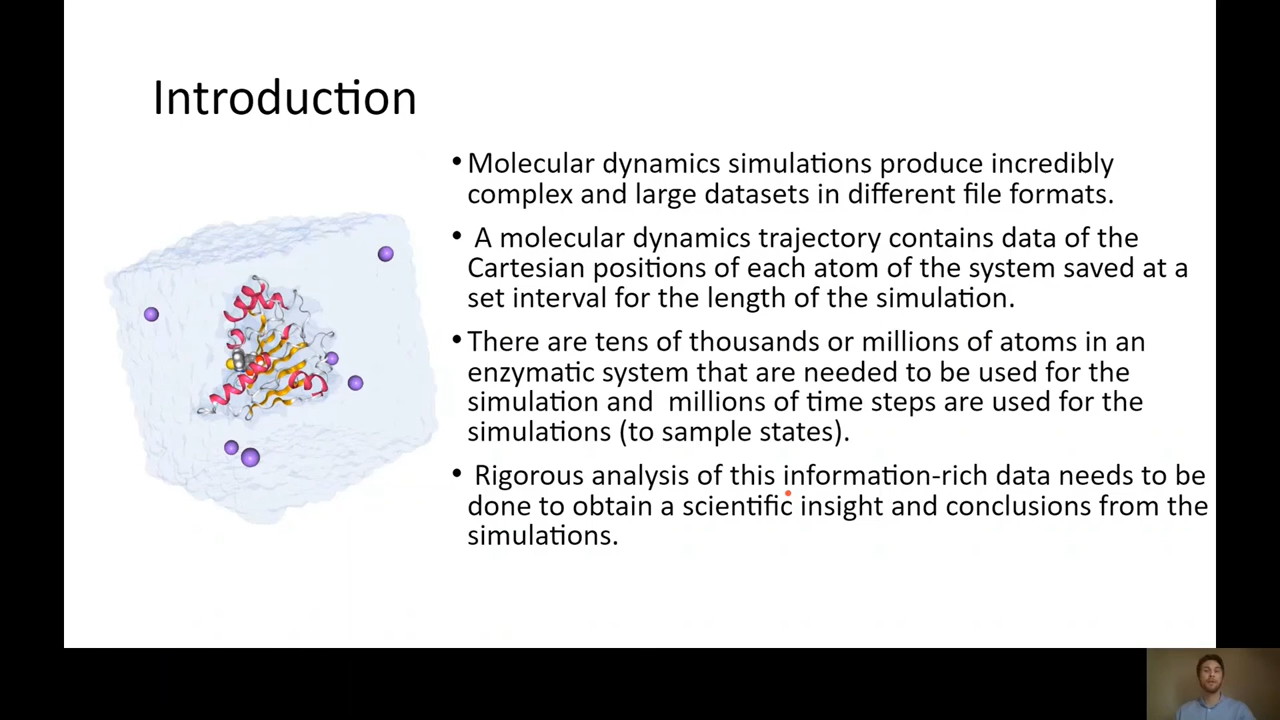 Introduction
• Molecular dynamics simulations produce incredibly
complex and large datasets in different file formats.
• A molecular dynamics trajectory contains data of the
Cartesian positions of each atom of the system saved at a
set interval for the length of the simulation.
• There are tens of thousands or millions of atoms in an
enzymatic system that are needed to be used for the
simulation and  millions of time steps are used for the
simulations (to sample states).
• Rigorous analysis of this information-rich data needs to be
done to obtain a scientific insight and conclusions from the
simulations.